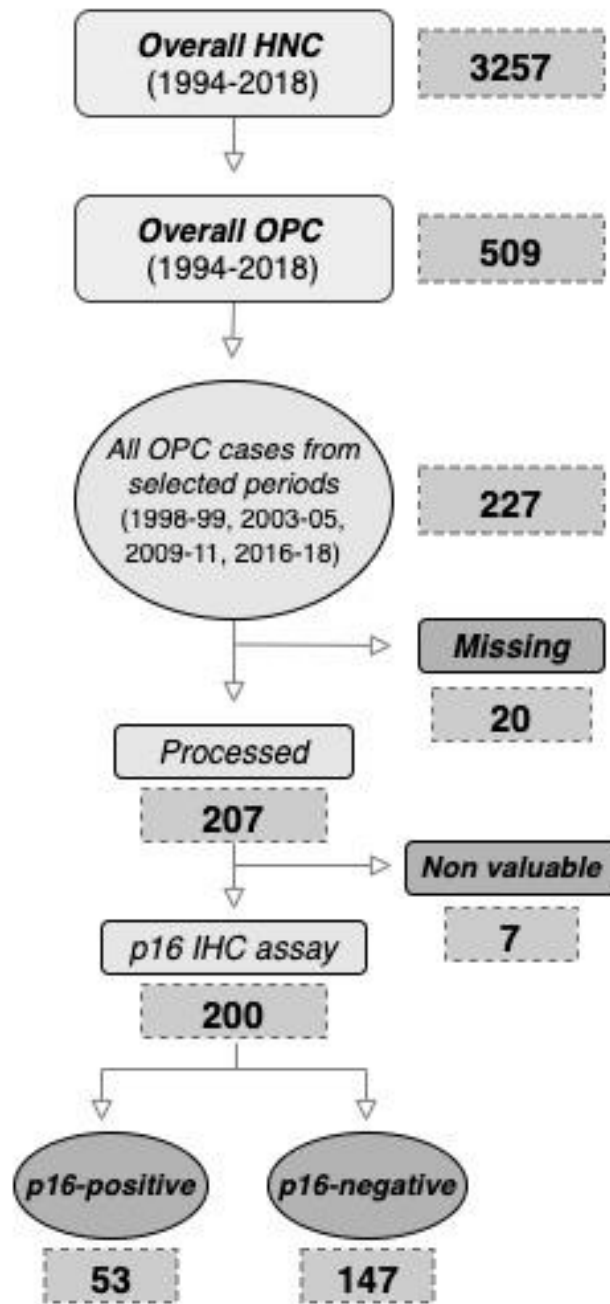 Overall HNC
(1994-2018)
3257
Overall OPC
(1994-2018)
509
All OPC cases from
selected periods
(1998-99, 2003-05,
2009-11, 2016-18)
227
Missing
20
Processed
207
Non valuable
7
p16 IHC assay
200
p16-positive
p16-negative
53
147